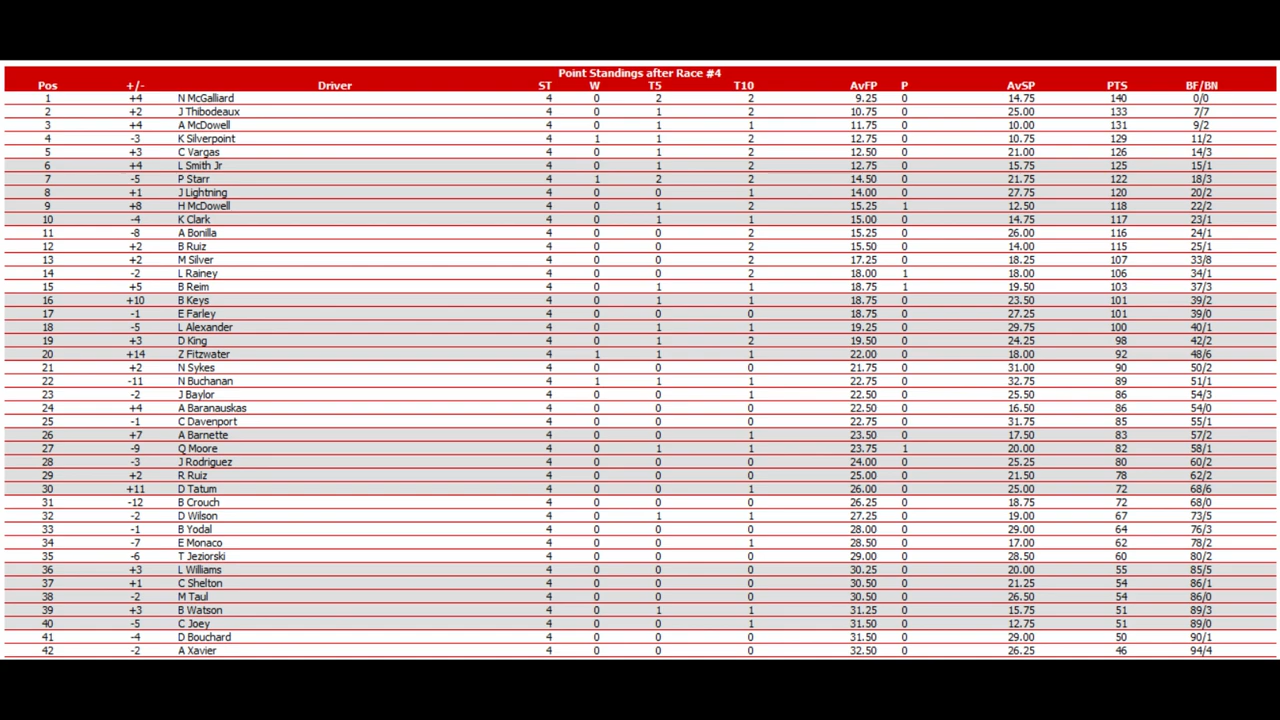 Point Standings after Race #4
Pos +/- Driver ST W T5 T10 AvFP P AvSP PTS BF/BN
1 +4 N McGalliard 4 0 2 2 9.25 0 14.75 140 0/0
2 +2 J Thibodeaux 4 0 1 2 10.75 0 25.00 133 7/7
3 +4 A McDowell 4 0 1 1 11.75 0 10.00 131 9/2
4 -3 K Silverpoint 4 1 1 2 12.75 0 10.75 129 11/2
5 +3 C Vargas 4 0 1 2 12.50 0 21.00 126 14/3
6 +4 L Smith Jr 4 0 1 2 12.75 0 15.75 125 15/1
7 -5 P Starr 4 1 2 2 14.50 0 21.75 122 18/3
8 +1 J Lightning 4 0 0 1 14.00 0 27.75 120 20/2
9 +8 H McDowell 4 0 1 2 15.25 1 12.50 118 22/2
10 -4 K Clark 4 0 1 1 15.00 0 14.75 117 23/1
11 -8 A Bonilla 4 0 0 2 15.25 0 26.00 116 24/1
12 +2 B Ruiz 4 0 0 2 15.50 0 14.00 115 25/1
13 +2 M Silver 4 0 0 2 17.25 0 18.25 107 33/8
14 -2 L Rainey 4 0 0 2 18.00 1 18.00 106 34/1
15 +5 B Reim 4 0 1 1 18.75 1 19.50 103 37/3
16 +10 B Keys 4 0 1 1 18.75 0 23.50 101 39/2
17 -1 E Farley 4 0 0 0 18.75 0 27.25 101 39/0
18 -5 L Alexander 4 0 1 1 19.25 0 29.75 100 40/1
19 +3 D King 4 0 1 2 19.50 0 24.25 98 42/2
20 +14 Z Fitzwater 4 1 1 1 22.00 0 18.00 92 48/6
21 +2 N Sykes 4 0 0 0 21.75 0 31.00 90 50/2
22 -11 N Buchanan 4 1 1 1 22.75 0 32.75 89 51/1
23 -2 J Baylor 4 0 0 1 22.50 0 25.50 86 54/3
24 +4 A Baranauskas 4 0 0 0 22.50 0 16.50 86 54/0
25 -1 C Davenport 4 0 0 0 22.75 0 31.75 85 55/1
26 +7 A Barnette 4 0 0 1 23.50 0 17.50 83 57/2
27 -9 Q Moore 4 0 1 1 23.75 1 20.00 82 58/1
28 -3 J Rodriguez 4 0 0 0 24.00 0 25.25 80 60/2
29 +2 R Ruiz 4 0 0 0 25.00 0 21.50 78 62/2
30 +11 D Tatum 4 0 0 1 26.00 0 25.00 72 68/6
31 -12 B Crouch 4 0 0 0 26.25 0 18.75 72 68/0
32 -2 D Wilson 4 0 1 1 27.25 0 19.00 67 73/5
33 -1 B Yodal 4 0 0 0 28.00 0 29.00 64 76/3
34 -7 E Monaco 4 0 0 1 28.50 0 17.00 62 78/2
35 -6 T Jeziorski 4 0 0 0 29.00 0 28.50 60 80/2
36 +3 L Williams 4 0 0 0 30.25 0 20.00 55 85/5
37 +1 C Shelton 4 0 0 0 30.50 0 21.25 54 86/1
38 -2 M Taul 4 0 0 0 30.50 0 26.50 54 86/0
39 +3 B Watson 4 0 1 1 31.25 0 15.75 51 89/3
40 -5 C Joey 4 0 0 1 31.50 0 12.75 51 89/0
41 -4 D Bouchard 4 0 0 0 31.50 0 29.00 50 90/1
42 -2 A Xavier 4 0 0 0 32.50 0 26.25 46 94/4